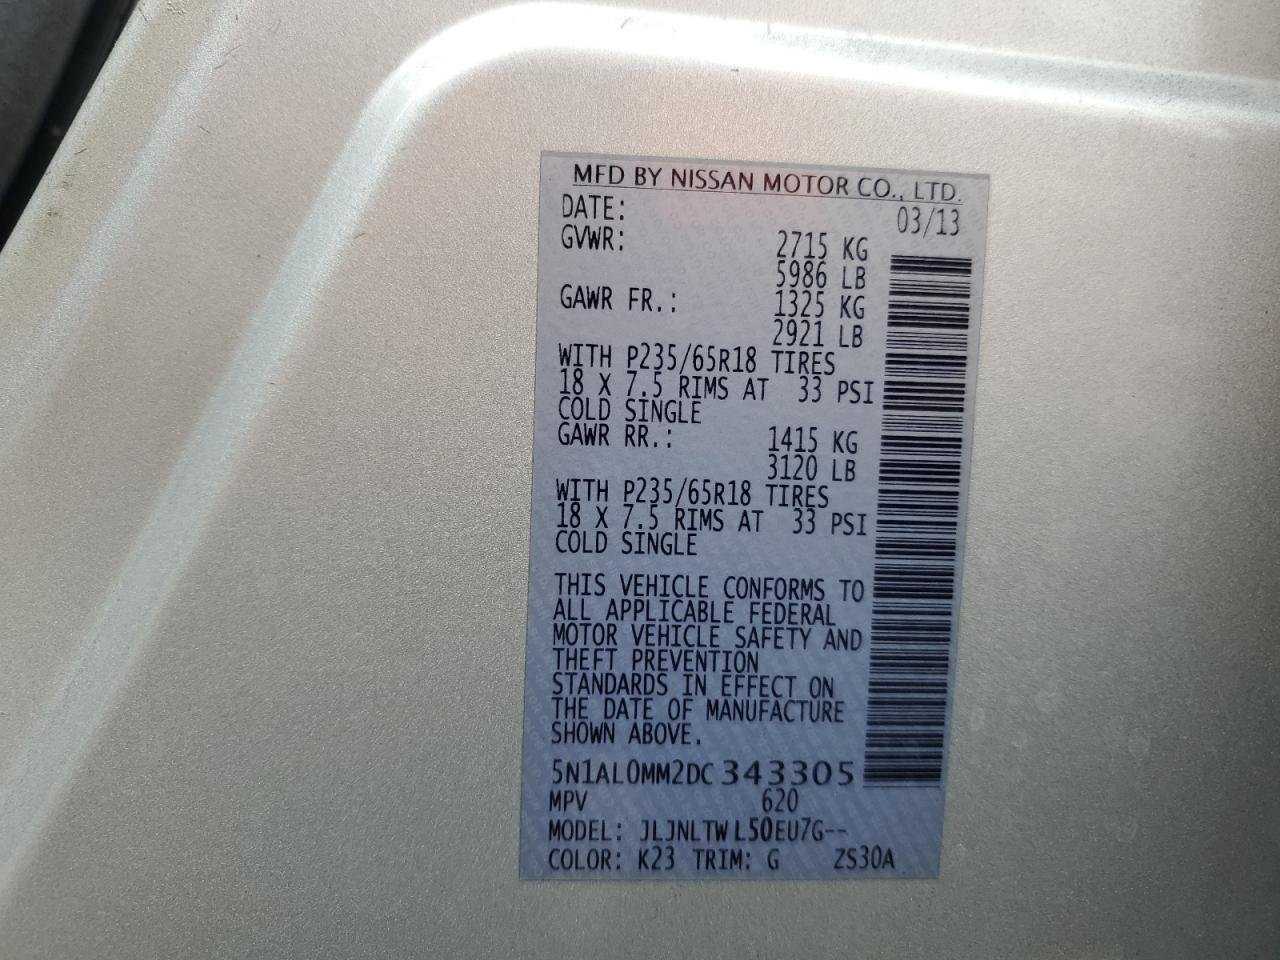 MFD BY NISSAN MOTOR CO., LTD.
DATE: 03/13
GVWR: 2715 KG
5986 LB
GAWR FR.: 1325 KG
2921 LB
WITH P235/65R18 TIRES
18 X 7.5 RIMS AT 33 PSI
COLD SINGLE
GAWR RR.: 1415 KG
3120 LB
WITH P235/65R18 TIRES
18 X 7.5 RIMS AT 33 PSI
COLD SINGLE
THIS VEHICLE CONFORMS TO
ALL APPLICABLE FEDERAL
MOTOR VEHICLE SAFETY AND
THEFT PREVENTION
STANDARDS IN EFFECT ON
THE DATE OF MANUFACTURE
SHOWN ABOVE.
5N1AL0MM2DC343305
MPV 620
MODEL: JLJNLTWL50EU7G--
COLOR: K23 TRIM: G ZS30A